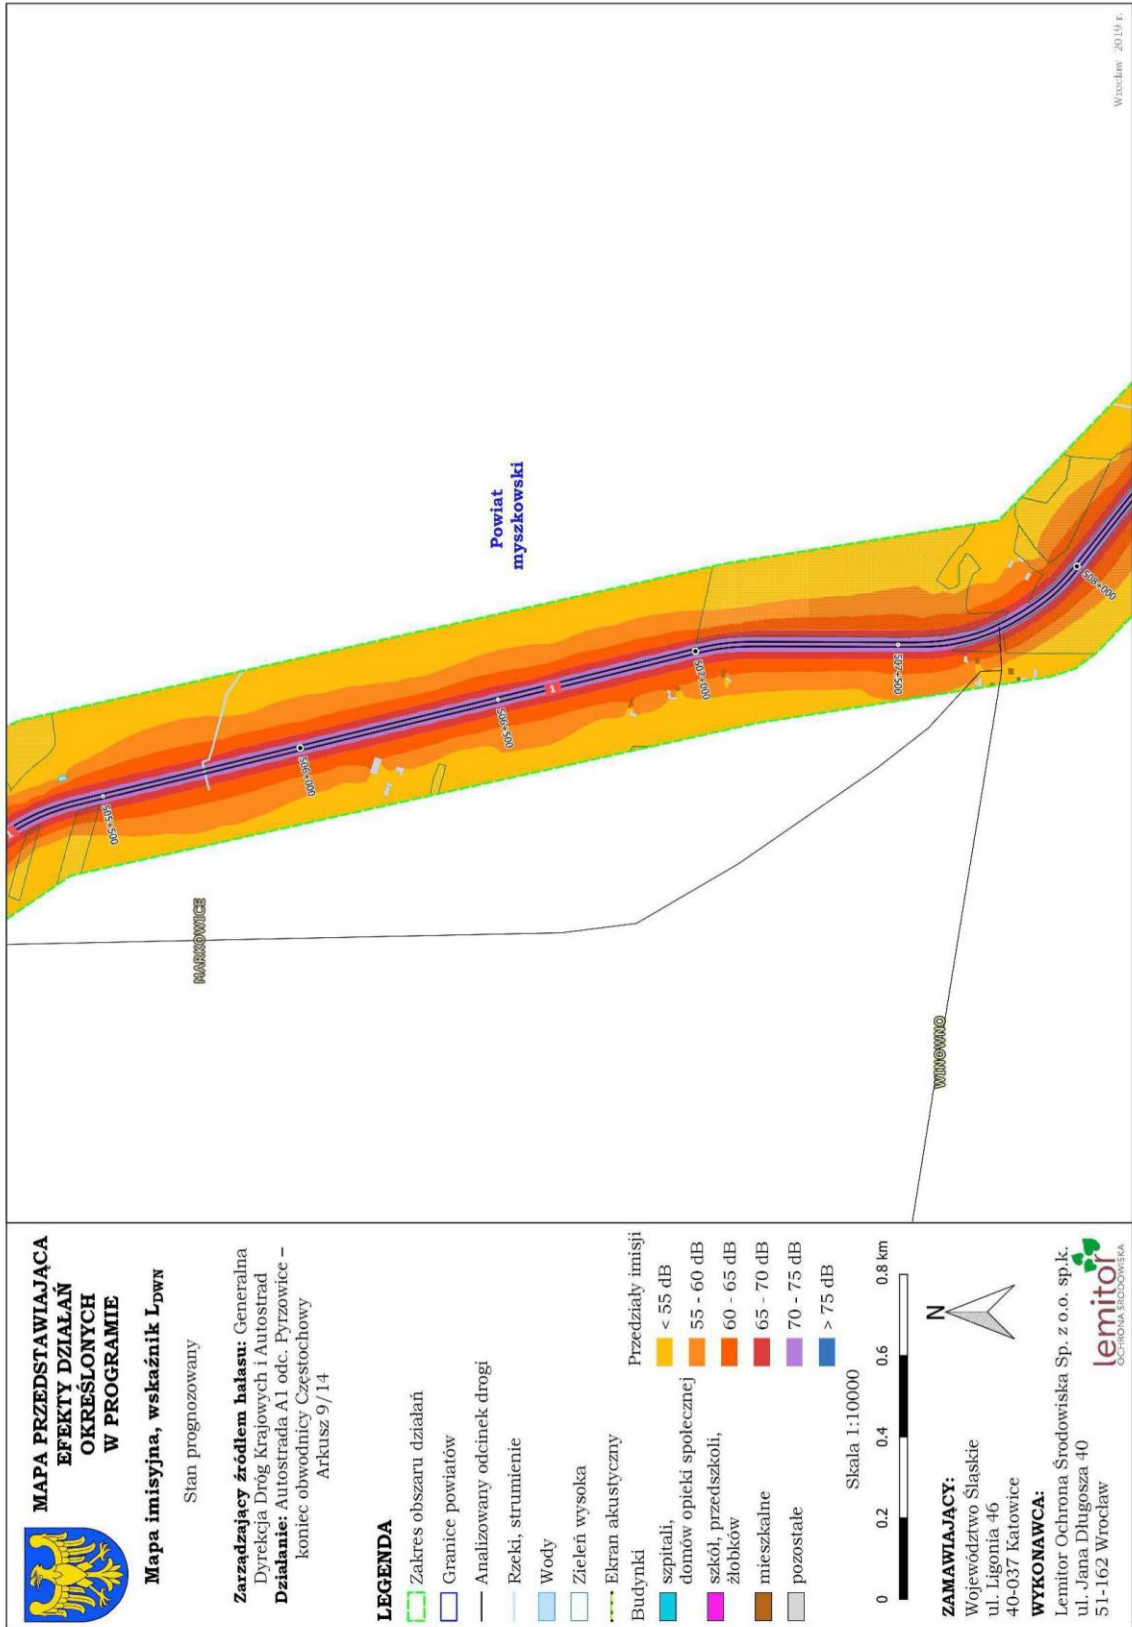 MAPA PRZEDSTAWIAJĄCA
EFEKTY DZIAŁAŃ
OKREŚLONYCH
W PROGRAMIE
Mapa imisyjna, wskaźnik LDWN
Stan prognozowany
Zarządzający źródłem hałasu: Generalna
Dyrekcja Dróg Krajowych i Autostrad
Działanie: Autostrada A1 odc. Pyrzowice –
koniec obwodnicy Częstochowy
Arkusz 9/14
LEGENDA
Zakres obszaru działań
Granice powiatów
Analizowany odcinek drogi
Rzeki, strumienie
Wody
Zieleń wysoka
Ekran akustyczny
Budynki
szpitali,
domów opieki społecznej
szkół, przedszkoli,
żłobków
mieszkalne
pozostałe
Przedziały imisji
< 55 dB
55 - 60 dB
60 - 65 dB
65 - 70 dB
70 - 75 dB
> 75 dB
Skala 1:10000
0 0.2 0.4 0.6 0.8 km
N
ZAMAWIAJĄCY:
Województwo Śląskie
ul. Ligonia 46
40-037 Katowice
WYKONAWCA:
Lemitor Ochrona Środowiska Sp. z o.o. sp.k.
ul. Jana Długosza 40
51-162 Wrocław
lemitor
OCHRONA ŚRODOWISKA
MARKOWICE
WINOWNO
Powiat
myszkowski
1
505+500
506+000
506+500
1
507+000
507+500
508+000
Wrocław 2019 r.